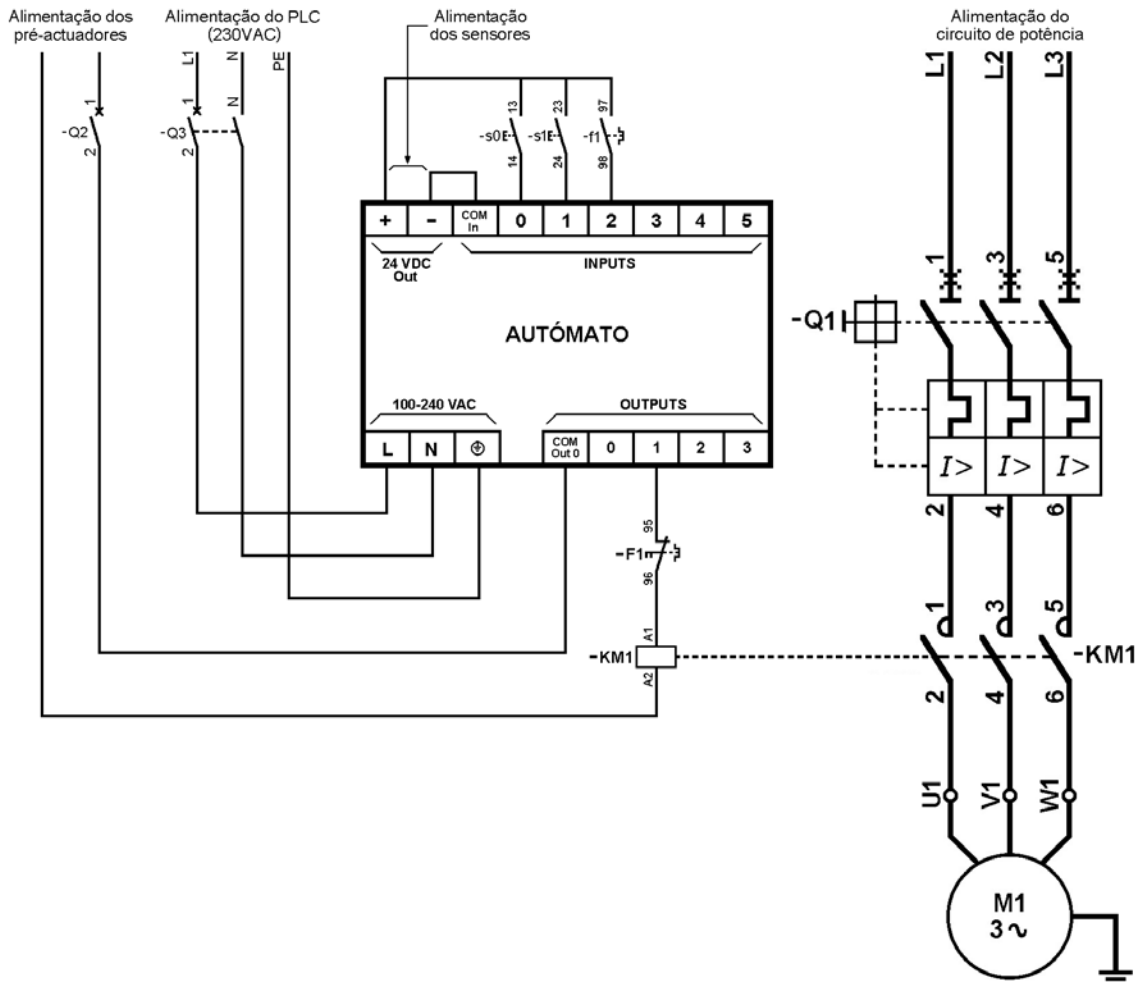 Alimentação dos
pré-actuadores
Alimentação do PLC
(230VAC)
Alimentação
dos sensores
Alimentação do
circuito de potência
L1
N
PE
L1
L2
L3
1
-Q2
2
1
N
-Q3
2
13
-s0
14
23
-s1
24
97
-f1
98
+
-
COM
In
0
1
2
3
4
5
24 VDC
Out
INPUTS
AUTÓMATO
100-240 VAC
OUTPUTS
L
N
COM
Out 0
0
1
2
3
1
3
5
-Q1
I>
I>
I>
2
4
6
95
-F1
96
A1
-KM1
A2
1
3
5
-KM1
2
4
6
U1
V1
W1
M1
3~